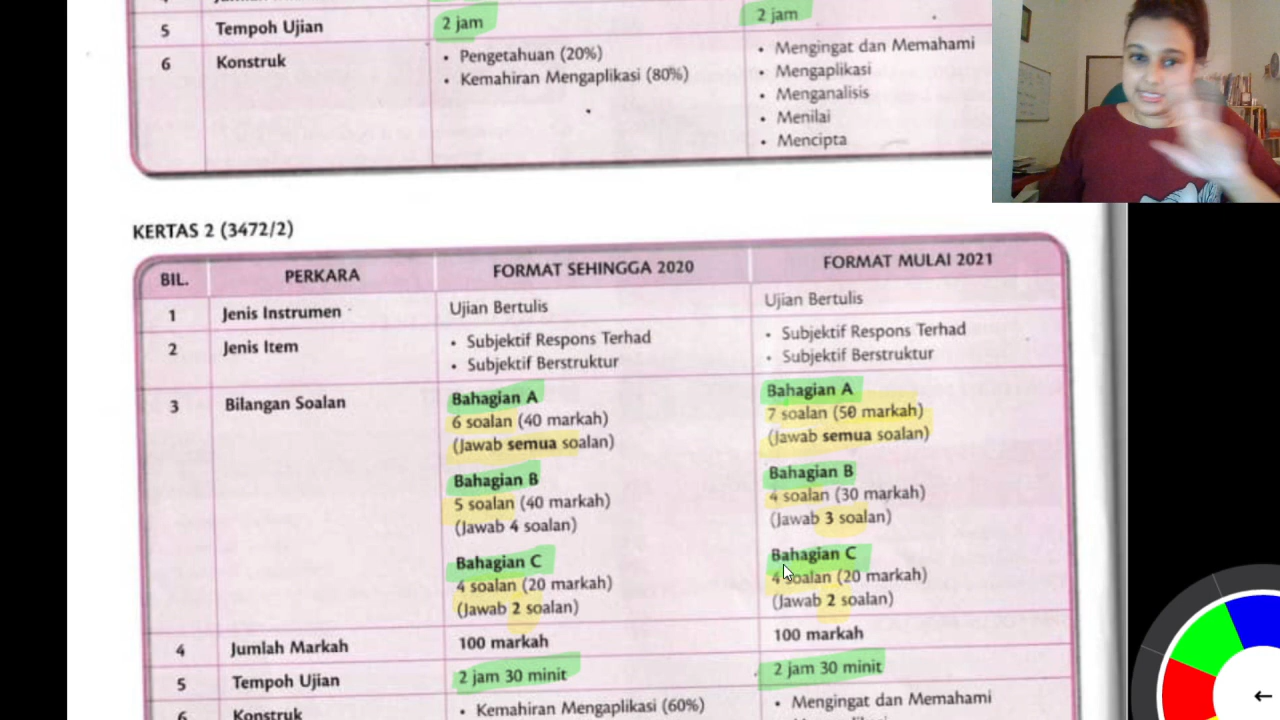 5 Tempoh Ujian 2 jam 2 jam
6 Konstruk • Pengetahuan (20%) • Mengingat dan Memahami
• Kemahiran Mengaplikasi (80%) • Mengaplikasi
• Menganalisis
• Menilai
• Mencipta
KERTAS 2 (3472/2)
BIL. PERKARA FORMAT SEHINGGA 2020 FORMAT MULAI 2021
1 Jenis Instrumen Ujian Bertulis Ujian Bertulis
2 Jenis Item • Subjektif Respons Terhad • Subjektif Respons Terhad
• Subjektif Berstruktur • Subjektif Berstruktur
3 Bilangan Soalan Bahagian A Bahagian A
6 soalan (40 markah) 7 soalan (50 markah)
(Jawab semua soalan) (Jawab semua soalan)
Bahagian B Bahagian B
5 soalan (40 markah) 4 soalan (30 markah)
(Jawab 4 soalan) (Jawab 3 soalan)
Bahagian C Bahagian C
4 soalan (20 markah) 4 soalan (20 markah)
(Jawab 2 soalan) (Jawab 2 soalan)
4 Jumlah Markah 100 markah 100 markah
5 Tempoh Ujian 2 jam 30 minit 2 jam 30 minit
6 Konstruk • Kemahiran Mengaplikasi (60%) • Mengingat dan Memahami